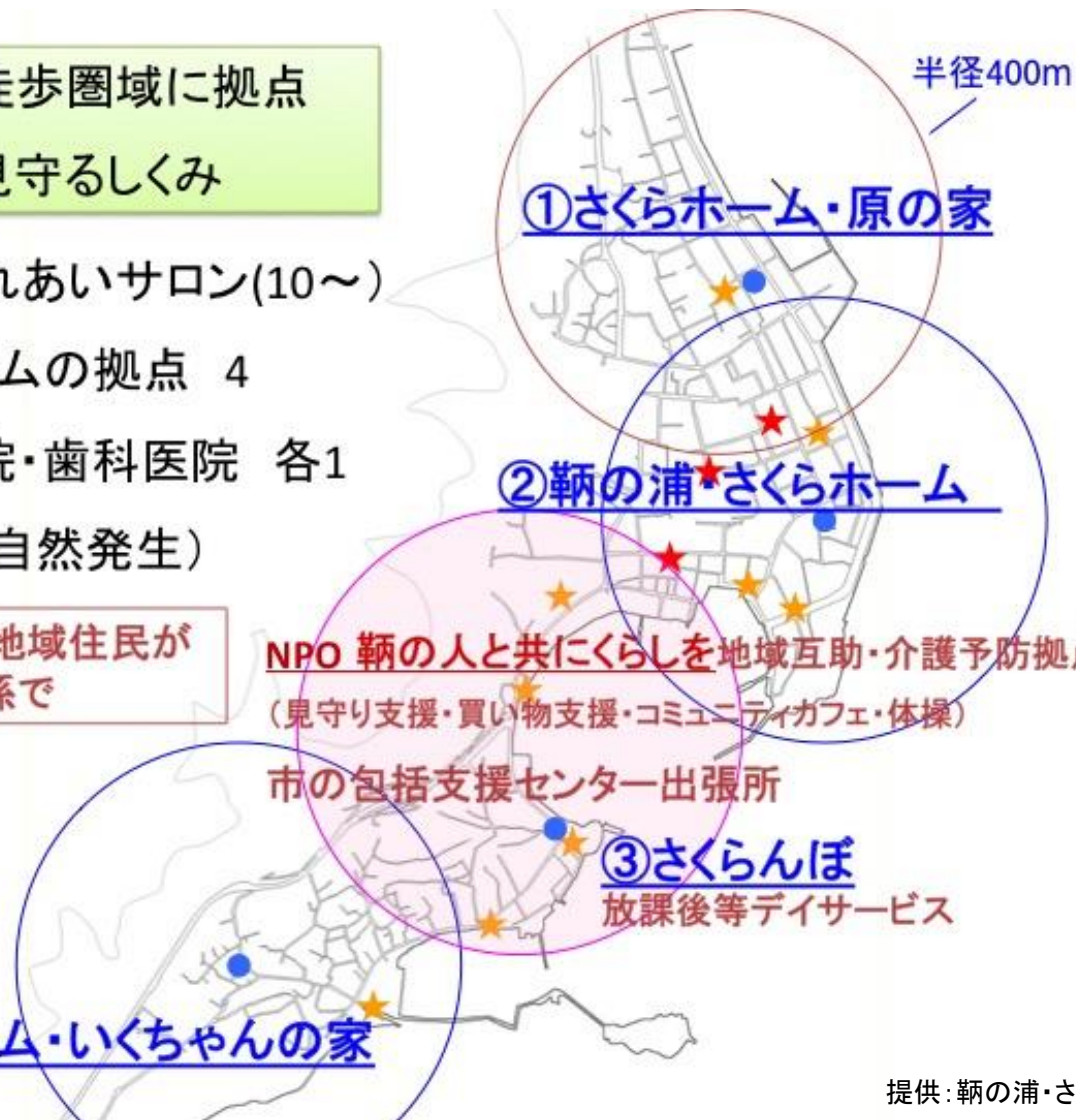 徒歩圏域に拠点
見守るしくみ
半径400m
①さくらホーム・原の家
れあいサロン(10～)
ムの拠点 4
院・歯科医院 各1
自然発生）
②鞆の浦・さくらホーム
地域住民が
係で
NPO 鞆の人と共にくらしを地域互助・介護予防拠点
（見守り支援・買い物支援・コミュニティカフェ・体操）
市の包括支援センター出張所
③さくらんぼ
放課後等デイサービス
ム・いくちゃんの家
提供：鞆の浦・さ